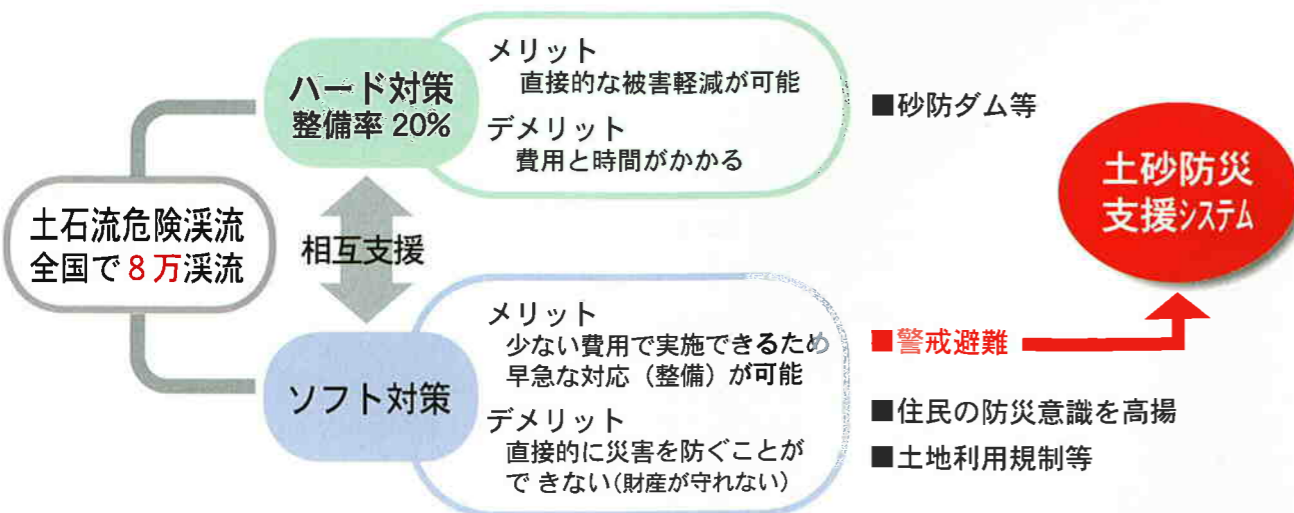 土石流危険渓流
全国で8万渓流
ハード対策
整備率 20%
メリット
直接的な被害軽減が可能
デメリット
費用と時間がかかる
■砂防ダム等
相互支援
ソフト対策
メリット
少ない費用で実施できるため
早急な対応（整備）が可能
デメリット
直接的に災害を防ぐことが
で きない(財産が守れない)
■警戒避難
■住民の防災意識を高揚
■土地利用規制等
土砂防災
支援システム